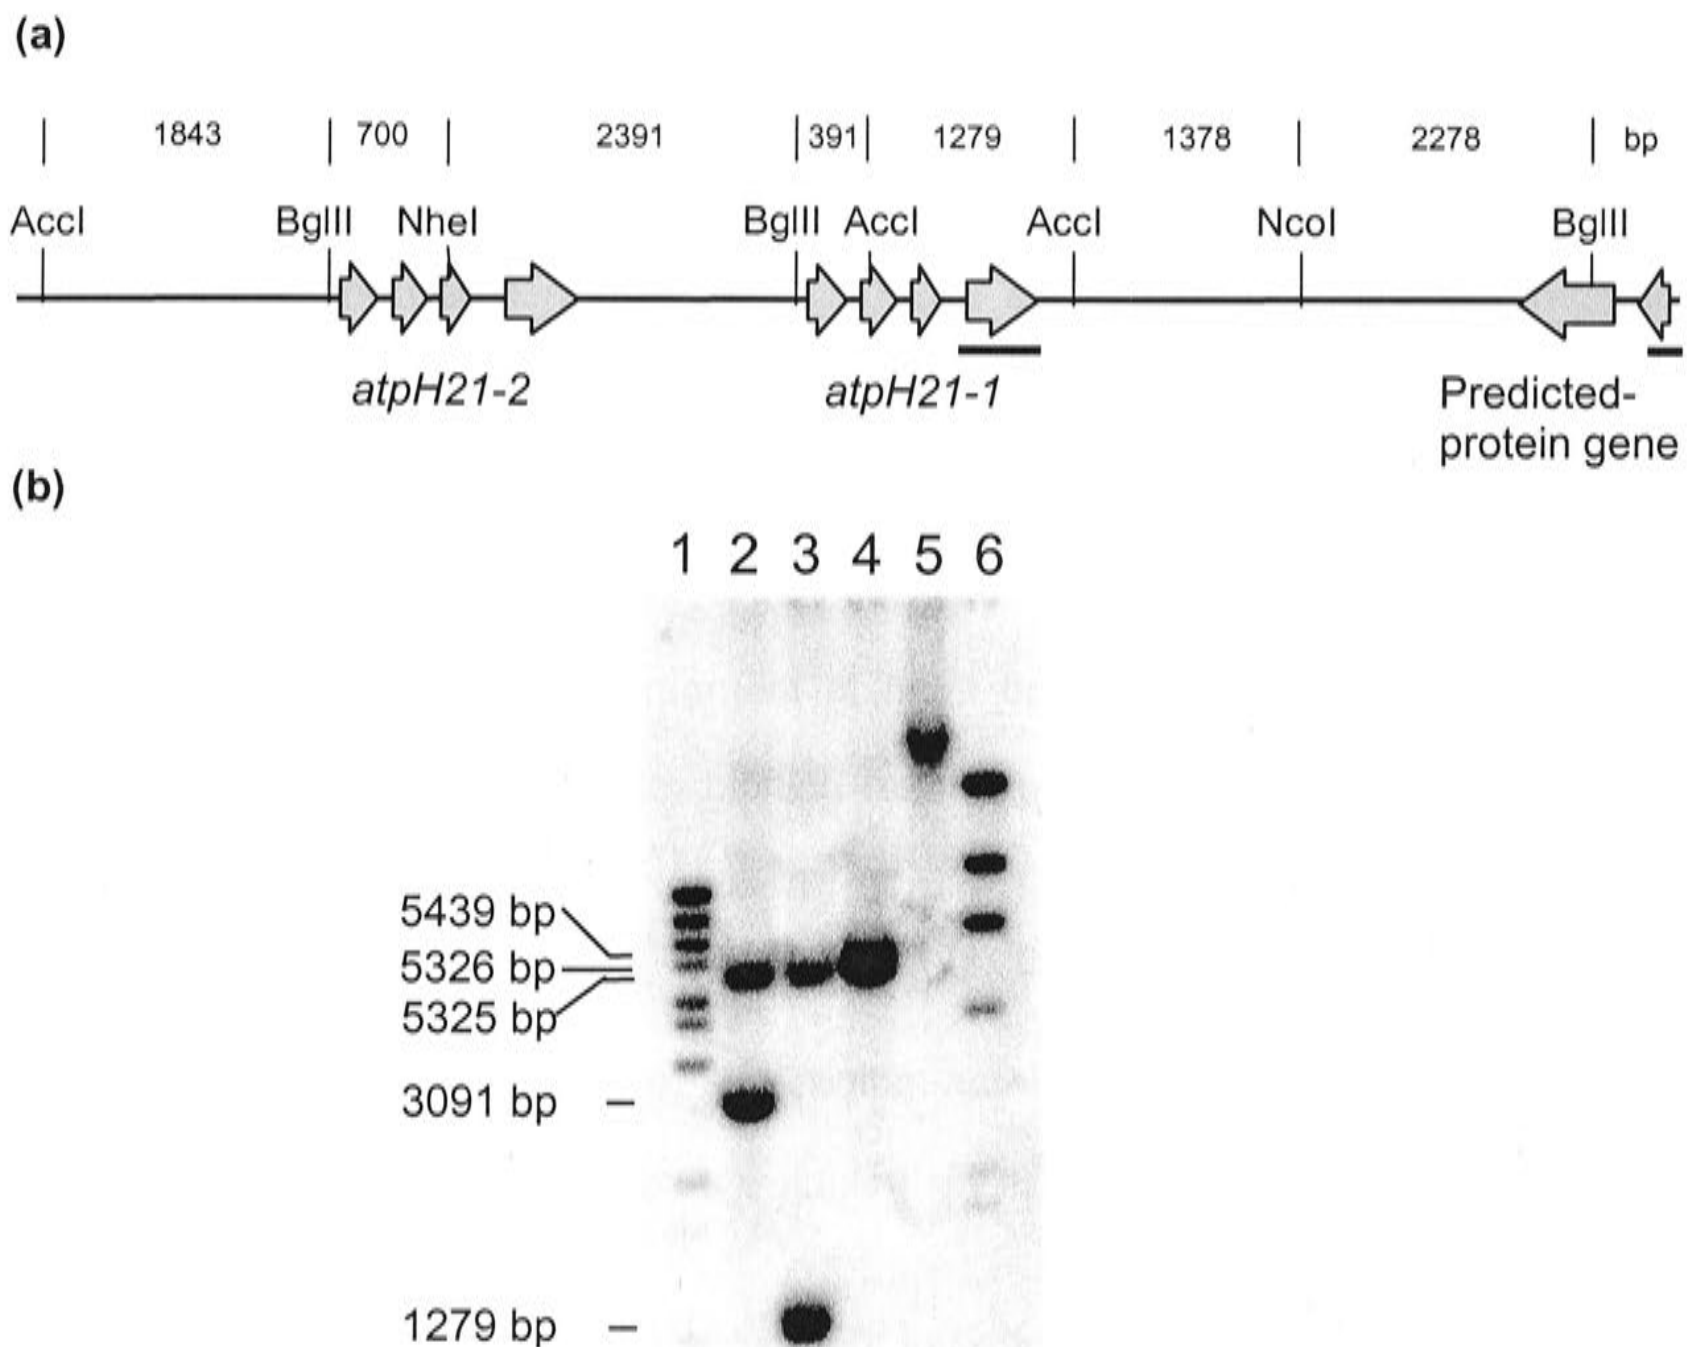 (a)
1843 700 2391 391 1279 1378 2278 bp
AccI BglII NheI BglII AccI AccI NcoI BglII
atpH21-2 atpH21-1 Predicted-
protein gene
(b)
1 2 3 4 5 6
5439 bp
5326 bp
5325 bp
3091 bp
1279 bp